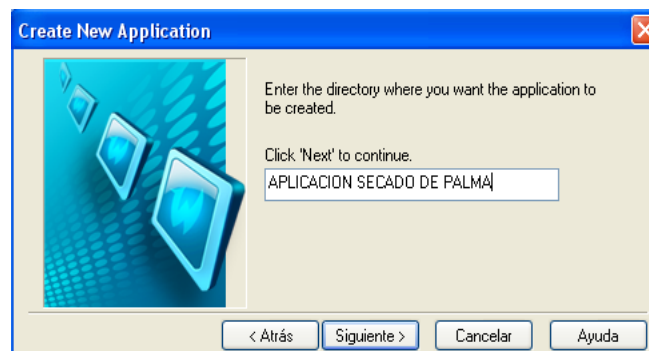 Create New Application
Enter the directory where you want the application to
be created.
Click 'Next' to continue.
APLICACION SECADO DE PALMA
< Atrás
Siguiente >
Cancelar
Ayuda